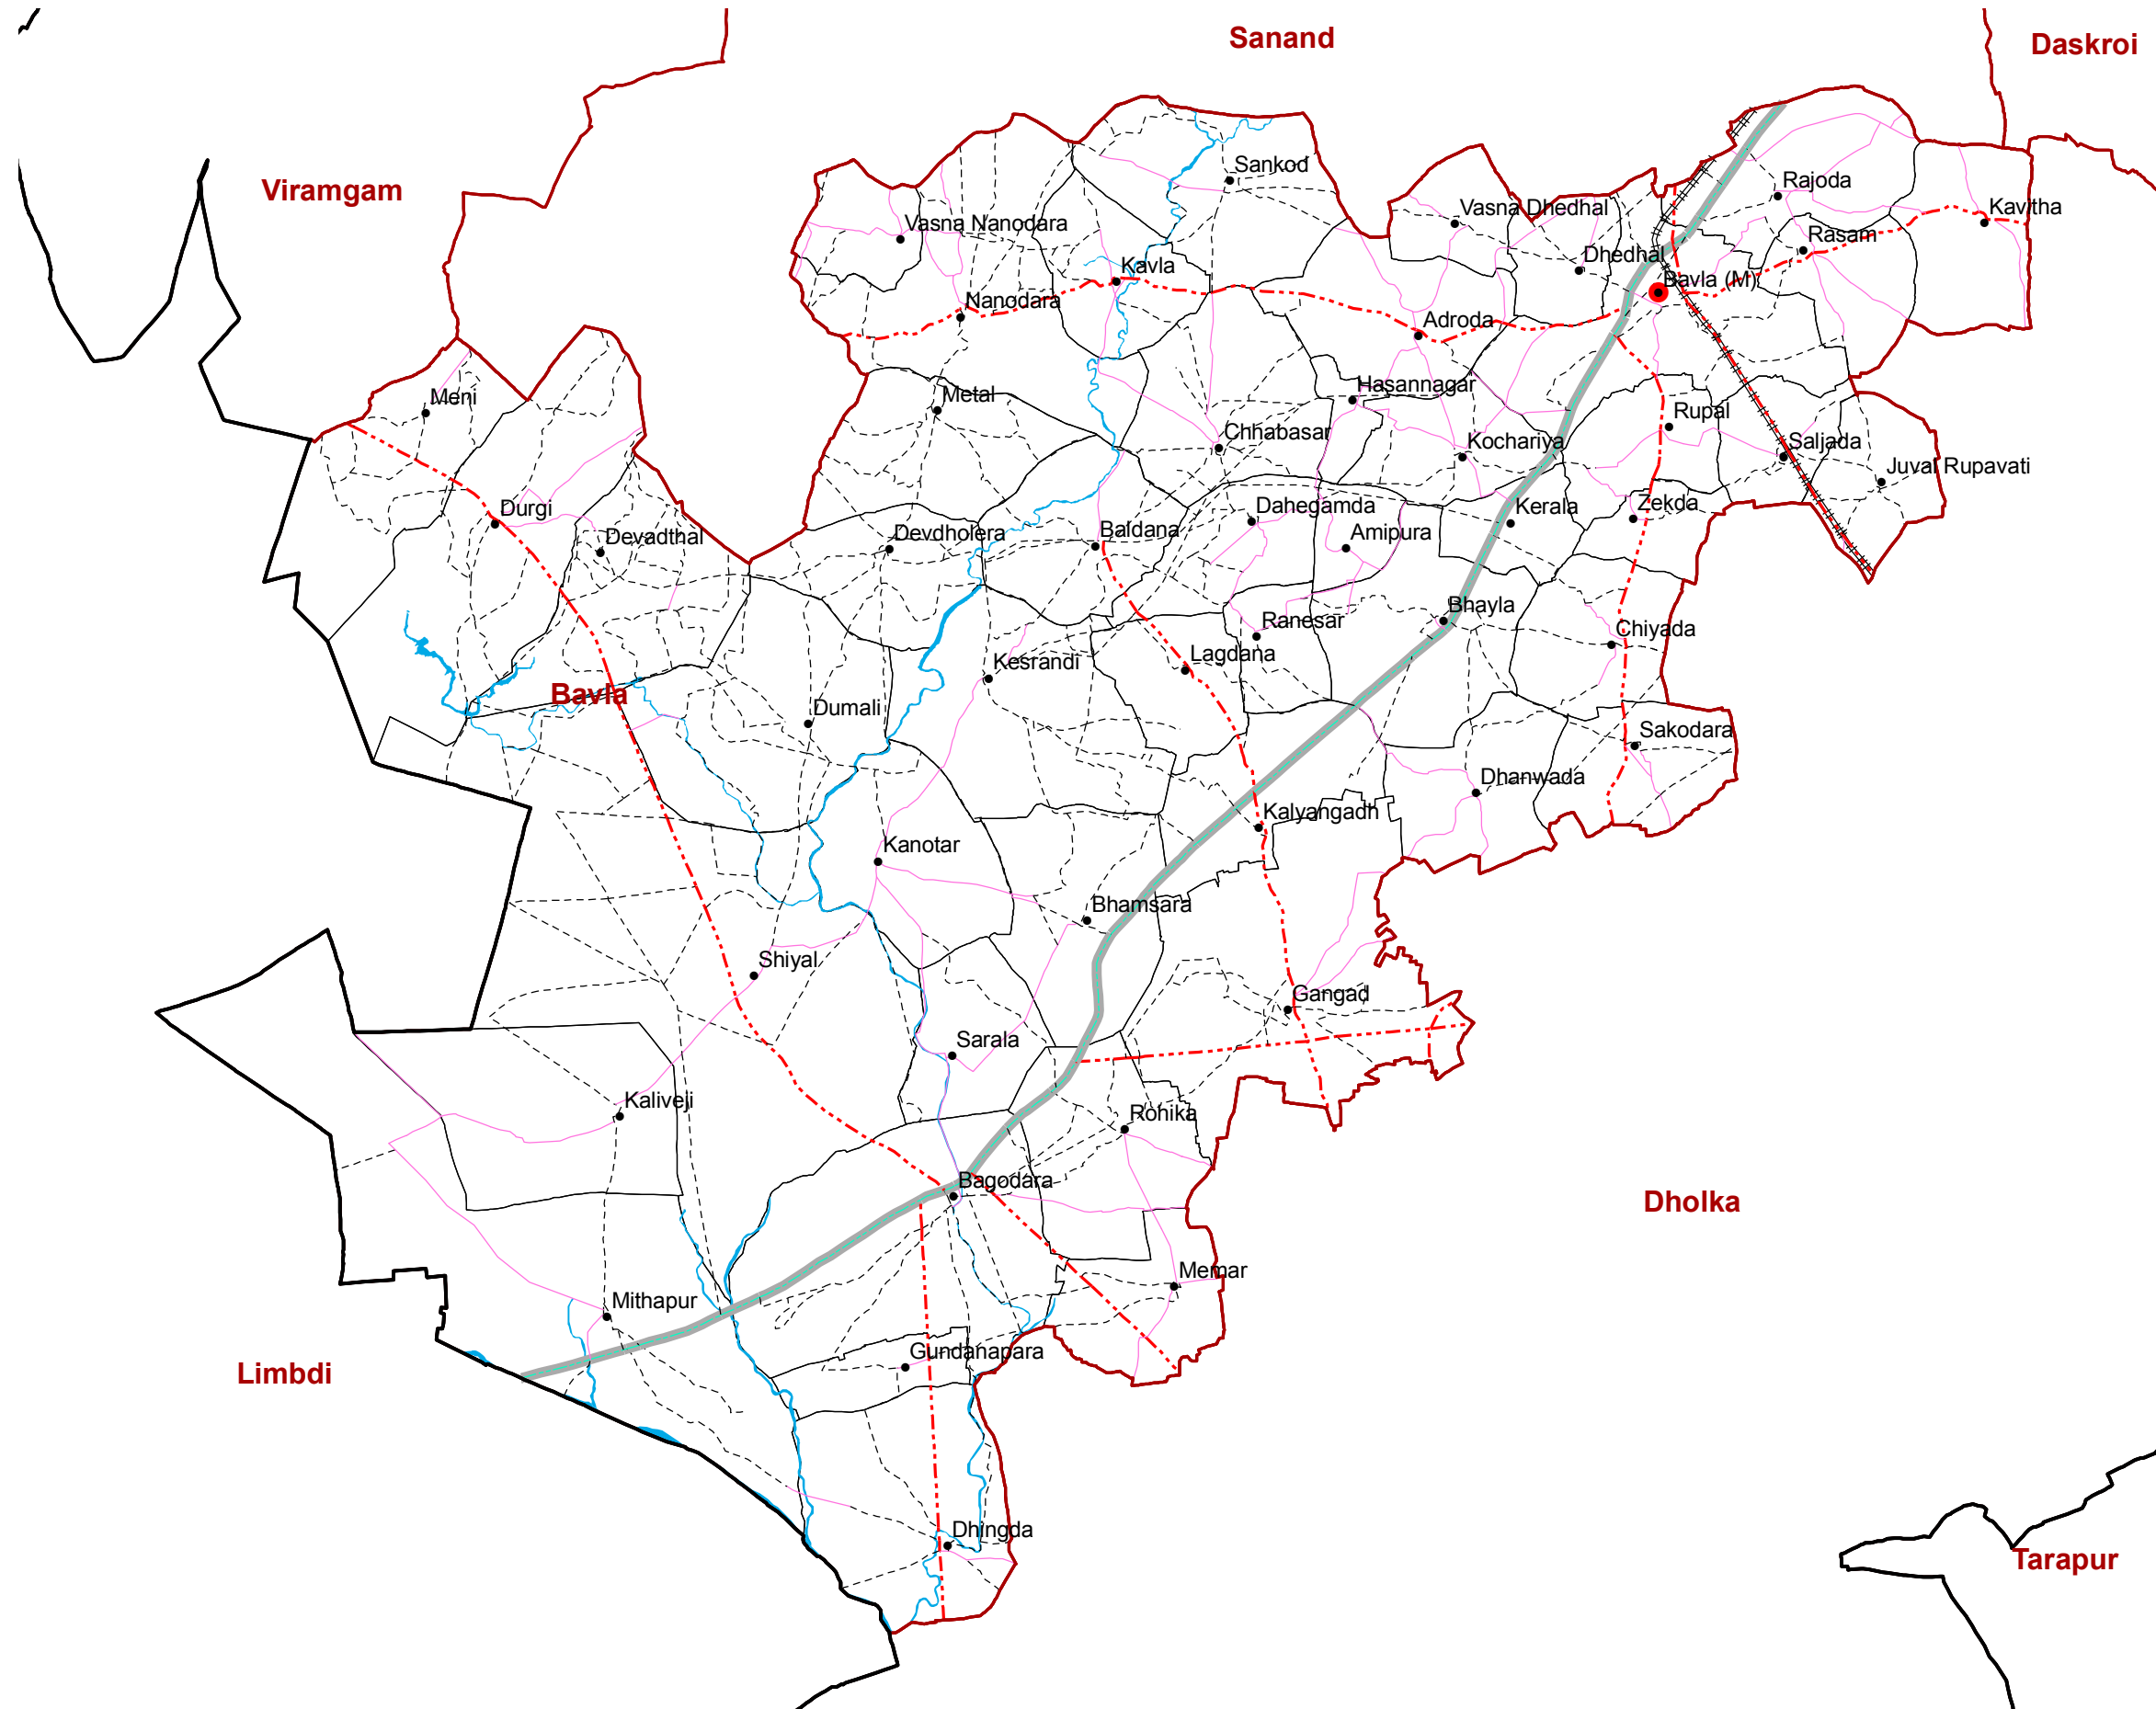 Sanand
Daskroi
Viramgam
Sankod
Rajoda
Vasna Dhedhal
Kavitha
Vasna Nanodara
Rasam
Dhedhal
Kavla
Bavla (M)
Nanodara
Adroda
Hasannagar
Meni
Metal
Rupal
Chhabasar
Kochariya
Saljada
Juval Rupavati
Durgi
Dahegamda
Kerala
Zekda
Devadthal
Devdholera
Baldana
Amipura
Bhayla
Ranesar
Chiyada
Kesrandi
Lagdana
Bavla
Dumali
Sakodara
Dhanwada
Kalyangadh
Kanotar
Bhamsara
Shiyal
Gangad
Sarala
Kaliveji
Rohika
Bagodara
Dholka
Memar
Mithapur
Gundanapara
Limbdi
Dhingda
Tarapur